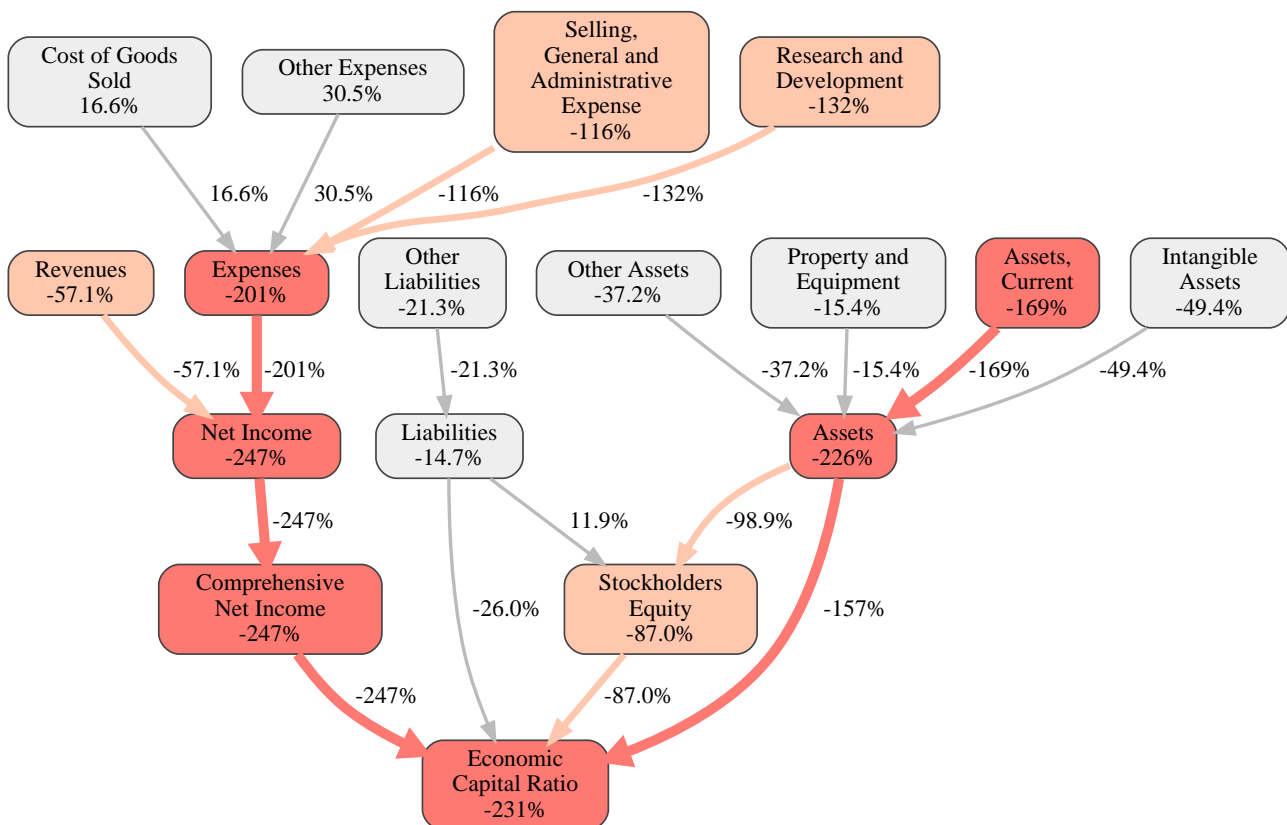 Cost of Goods
Sold
16.6%
Other Expenses
30.5%
Selling,
General and
Administrative
Expense
-116%
Research and
Development
-132%
16.6%
30.5%
-116%
-132%
Revenues
-57.1%
Expenses
-201%
Other
Liabilities
-21.3%
Other Assets
-37.2%
Property and
Equipment
-15.4%
Assets,
Current
-169%
Intangible
Assets
-49.4%
-57.1%
-201%
-21.3%
-37.2%
-15.4%
-169%
-49.4%
Net Income
-247%
Liabilities
-14.7%
Assets
-226%
-247%
11.9%
-98.9%
Comprehensive
Net Income
-247%
-26.0%
Stockholders
Equity
-87.0%
-157%
-247%
-87.0%
Economic
Capital Ratio
-231%